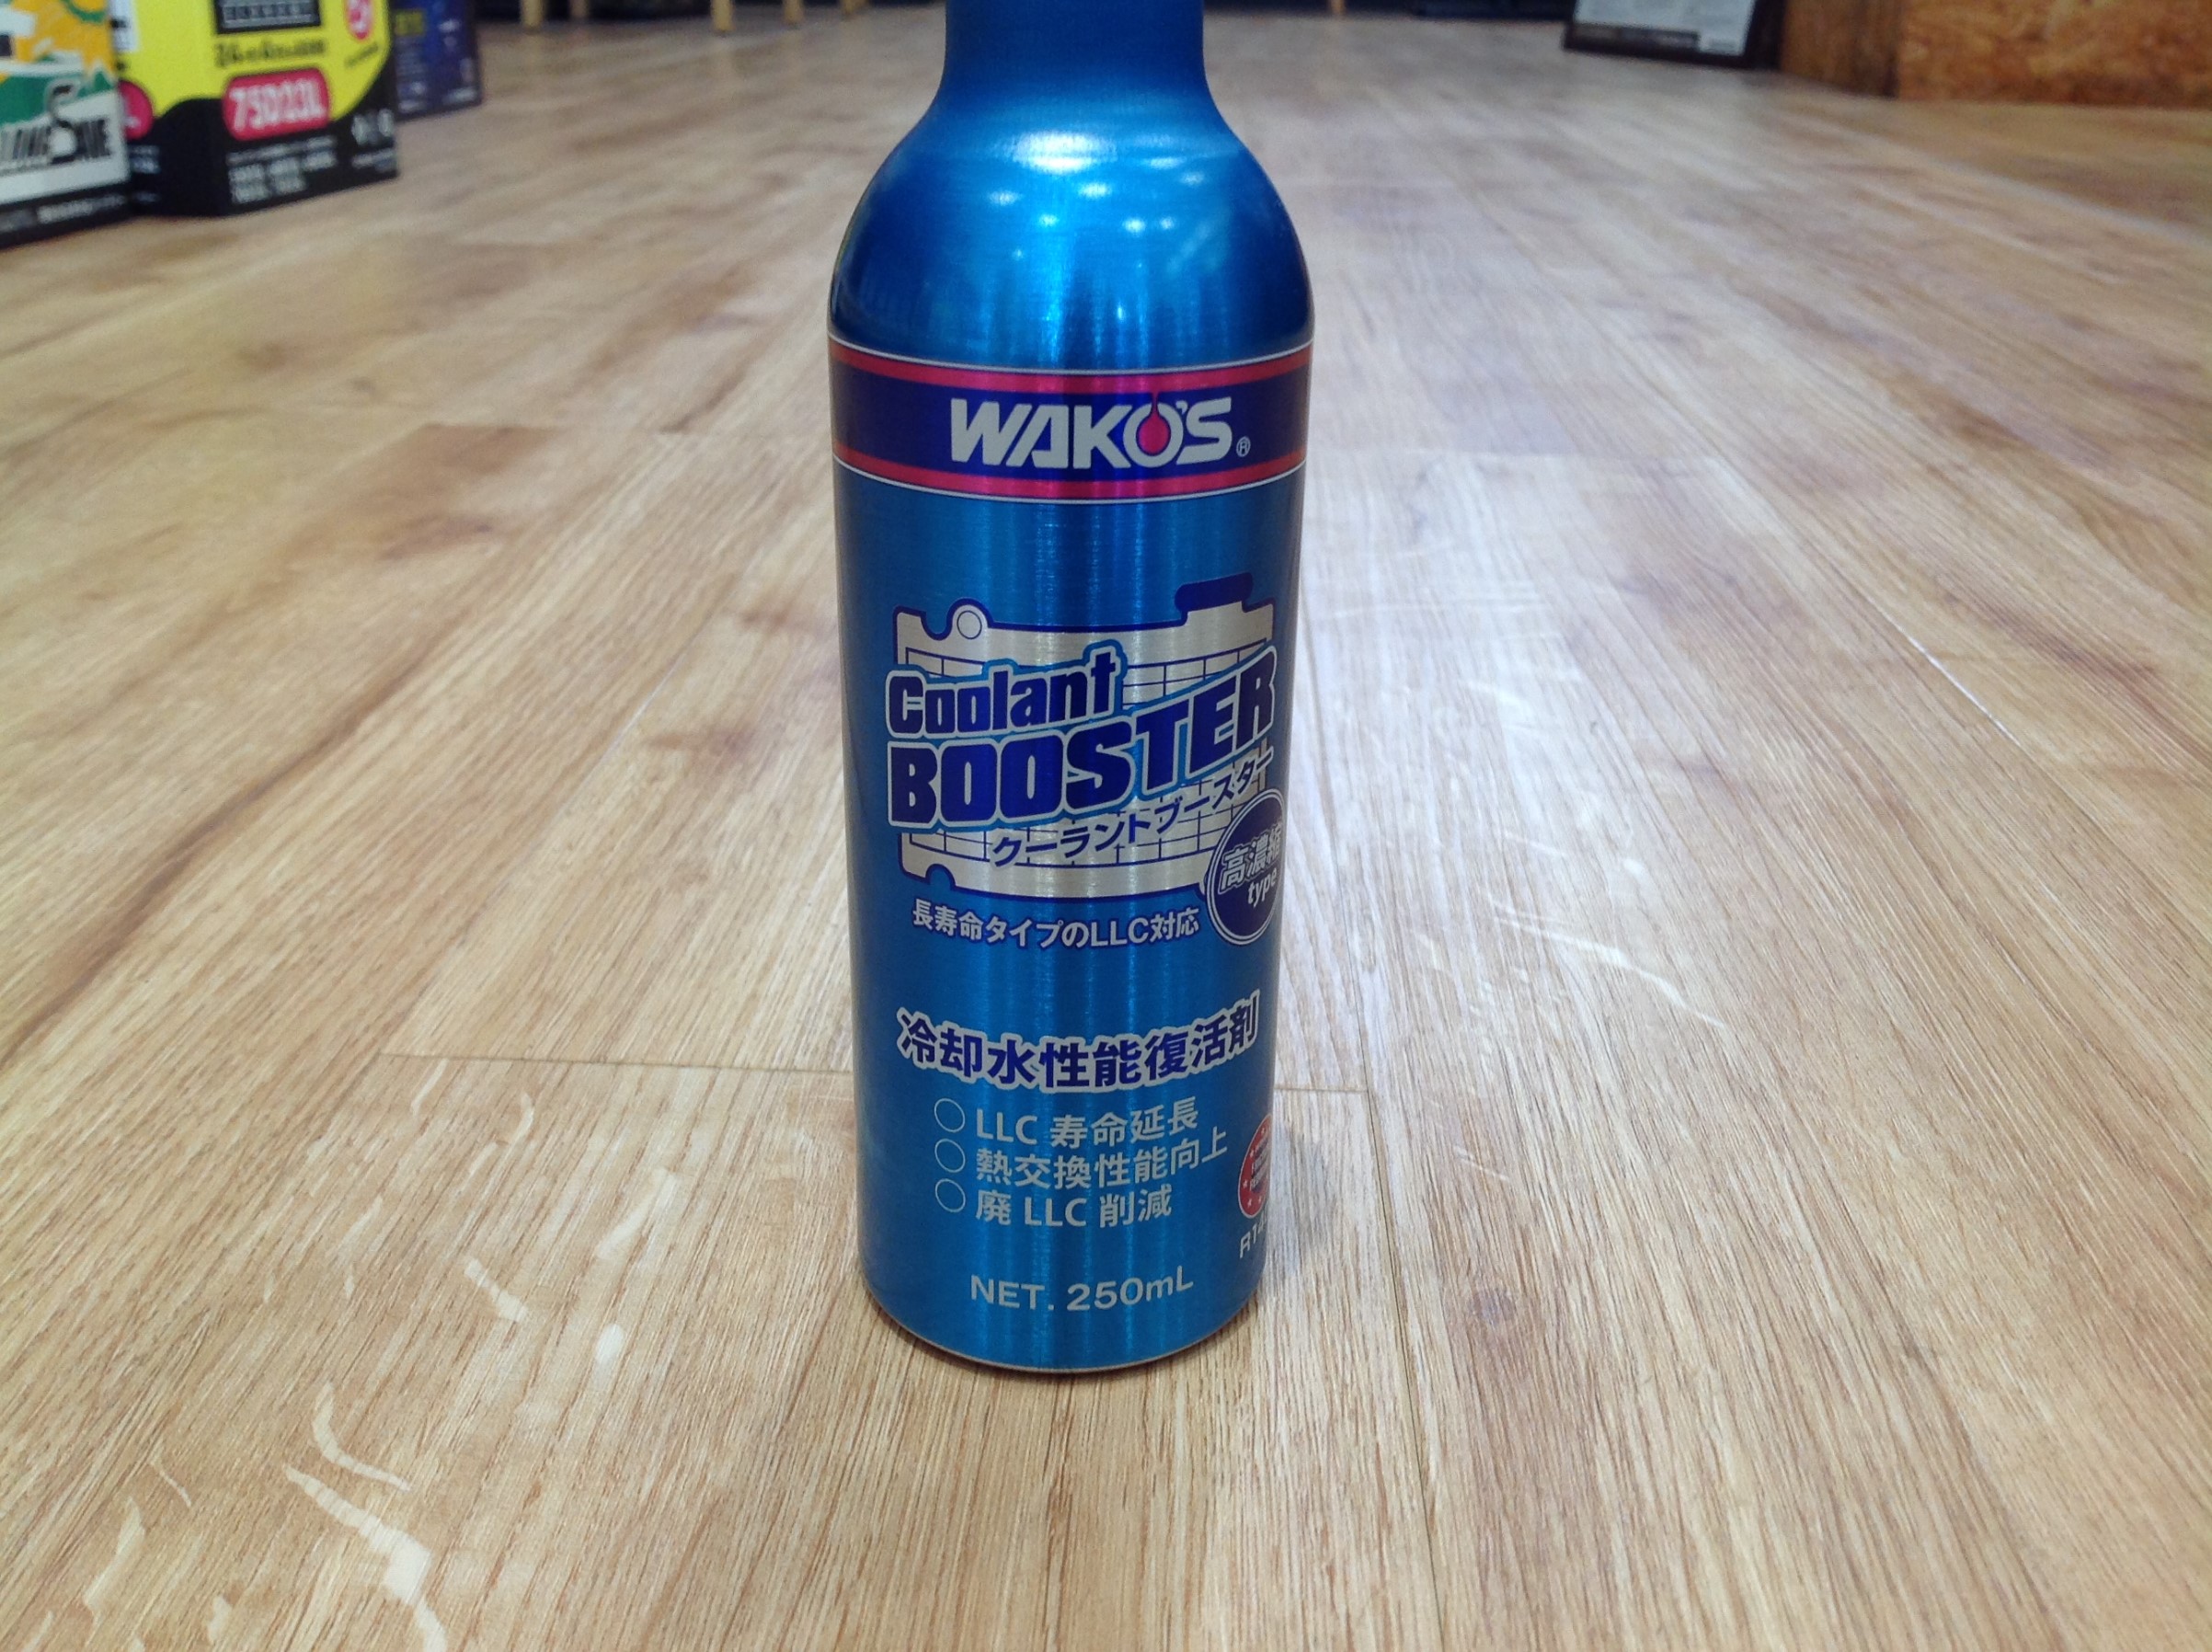 75D23L
WAKO'S®
Coolant
BOOSTER
クーラントブースター
高濃縮
type
長寿命タイプのLLC対応
冷却水性能復活剤
○ LLC 寿命延長
○ 熱交換性能向上
○ 廃 LLC 削減
NET. 250mL